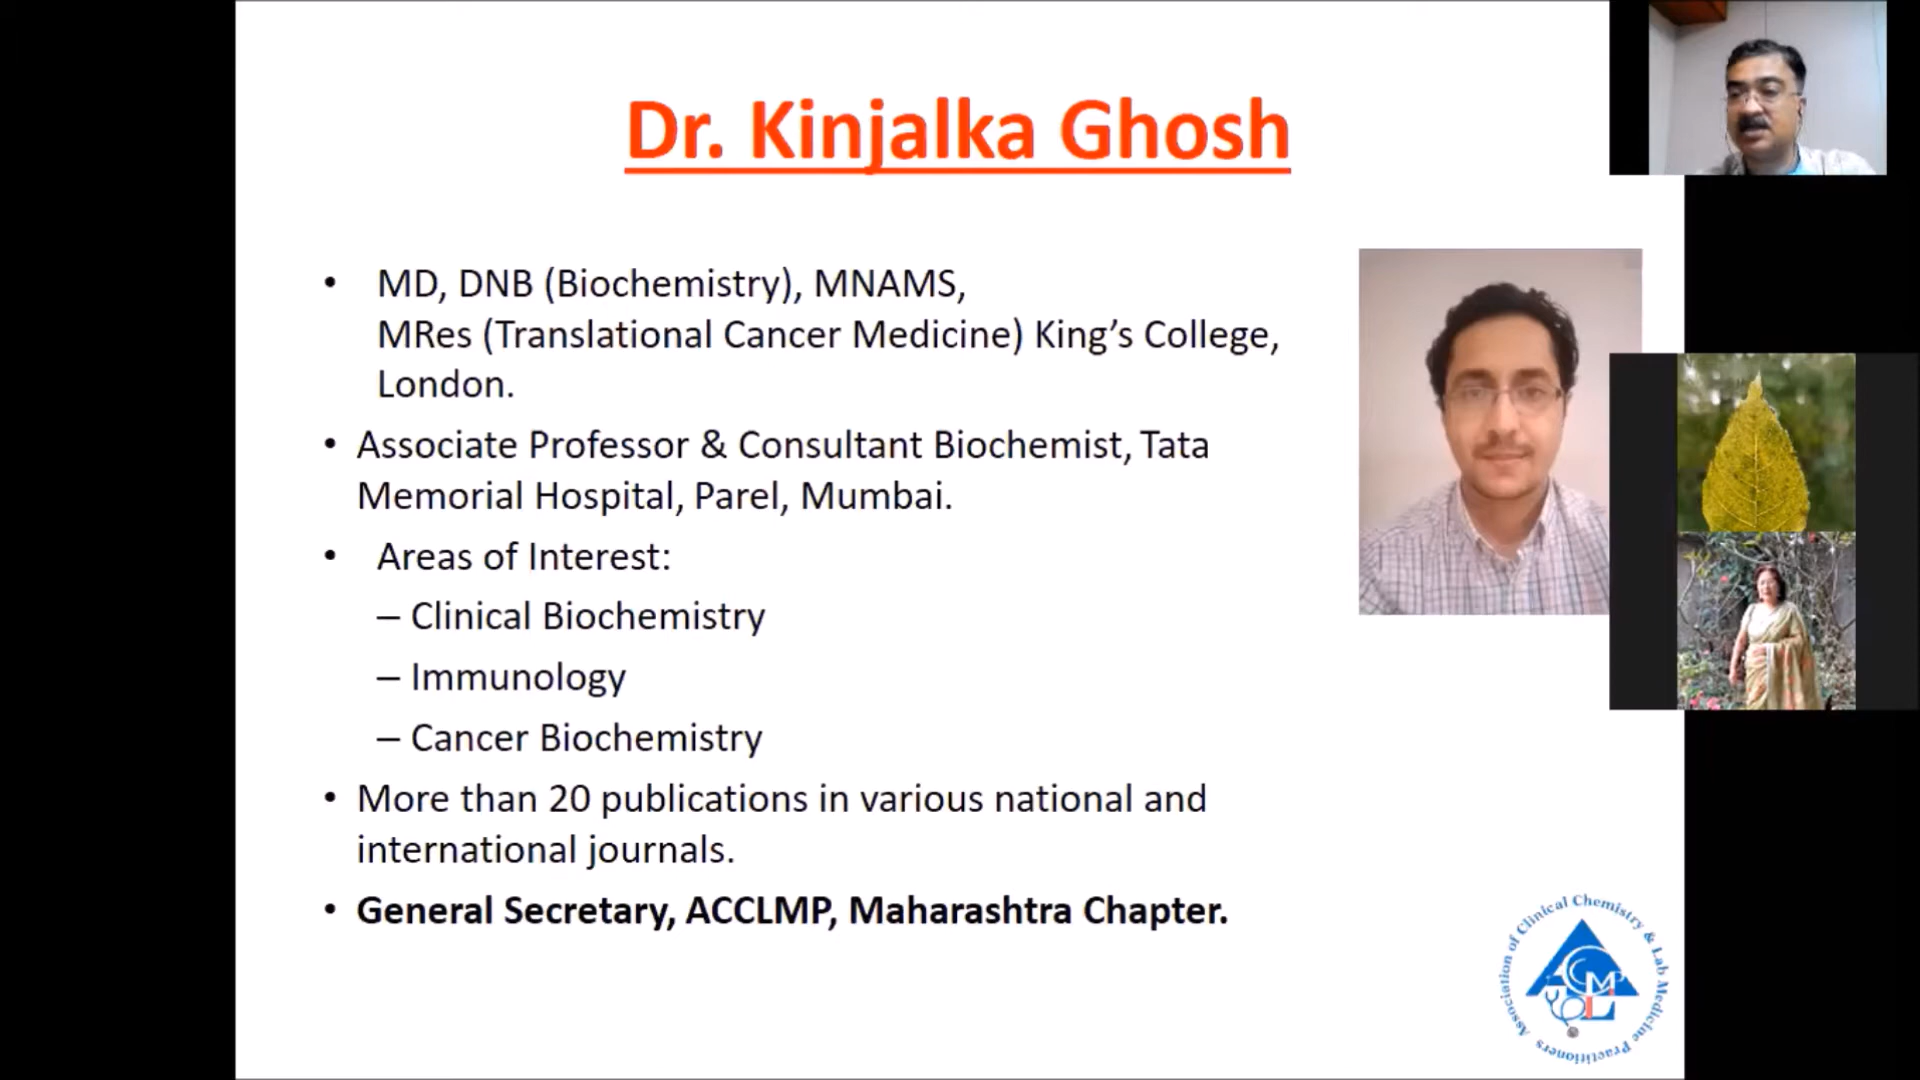 Dr. Kinjalka Ghosh
• MD, DNB (Biochemistry), MNAMS,
MRes (Translational Cancer Medicine) King’s College,
London.
• Associate Professor & Consultant Biochemist, Tata
Memorial Hospital, Parel, Mumbai.
• Areas of Interest:
– Clinical Biochemistry
– Immunology
– Cancer Biochemistry
• More than 20 publications in various national and
international journals.
• General Secretary, ACCLMP, Maharashtra Chapter.
Association of Clinical Chemistry & Lab Medicine Practitioners
ACCLMP